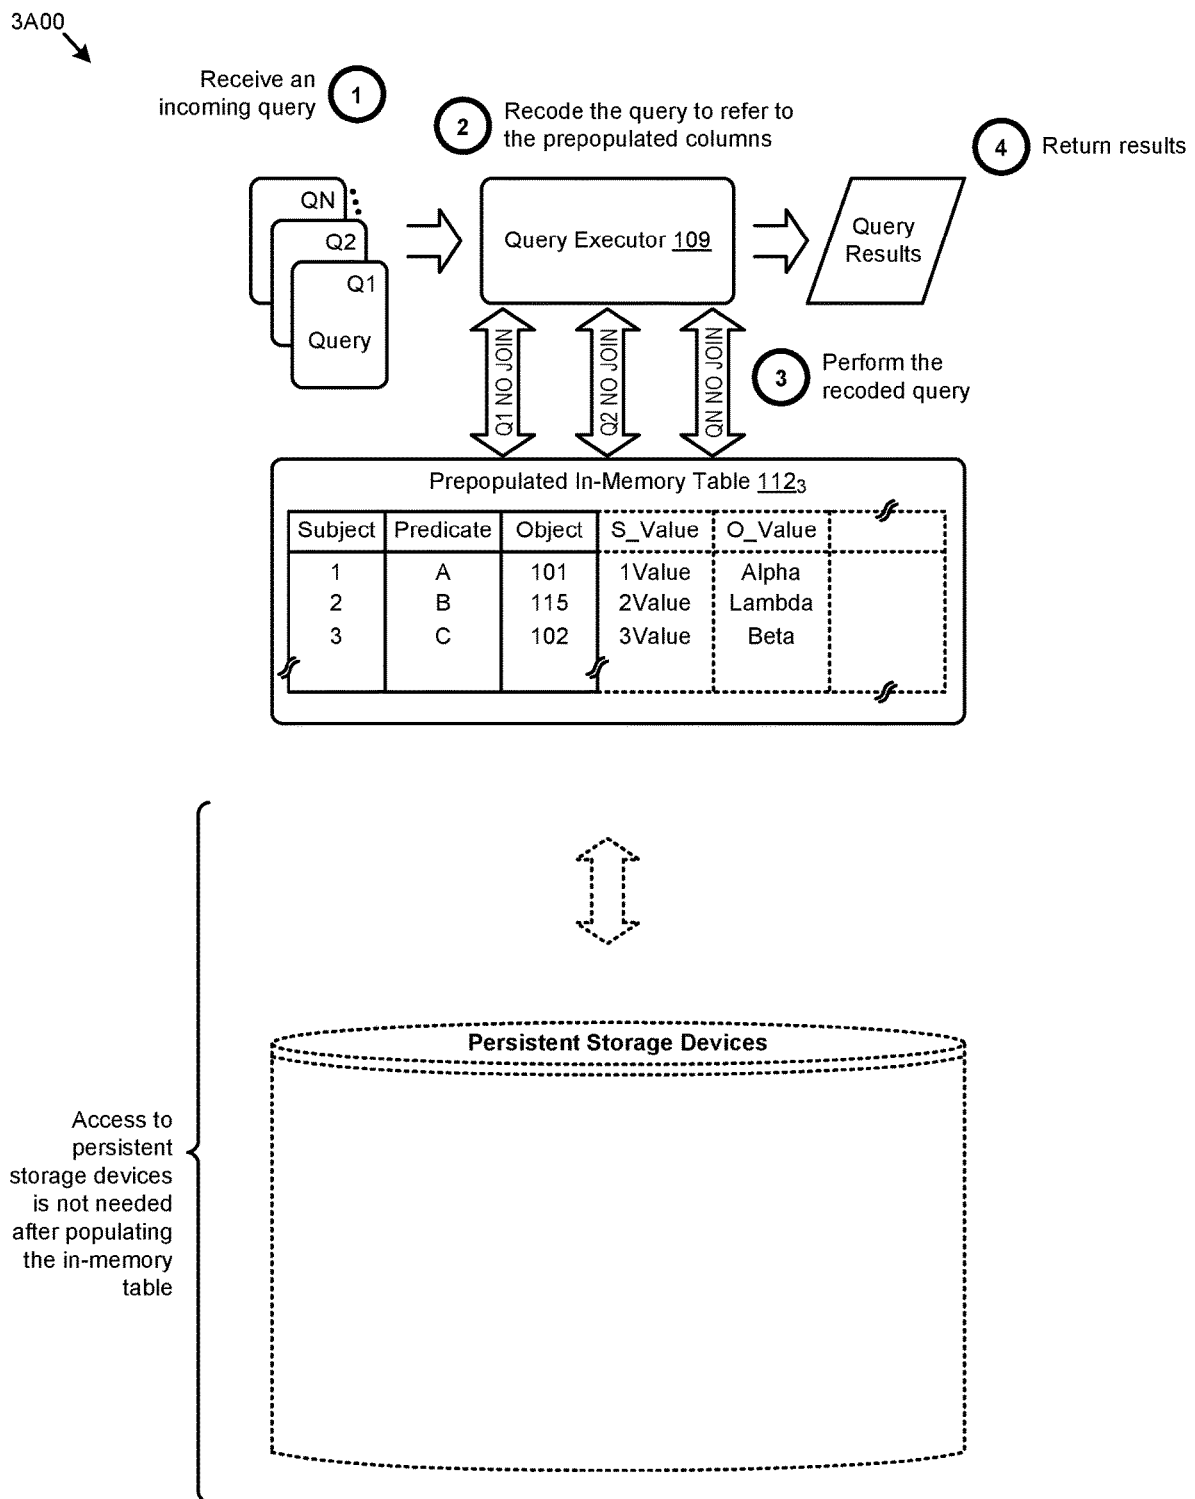 3A00
Receive an
incoming query
1
2
Recode the query to refer to
the prepopulated columns
4
Return results
QN
Q2
Q1
Query
Query Executor 109
Query
Results
Q1 NO JOIN
Q2 NO JOIN
QN NO JOIN
3
Perform the
recoded query
Prepopulated In-Memory Table 112₃
Subject Predicate Object S_Value O_Value
1 A 101 1Value Alpha
2 B 115 2Value Lambda
3 C 102 3Value Beta
Persistent Storage Devices
Access to
persistent
storage devices
is not needed
after populating
the in-memory
table